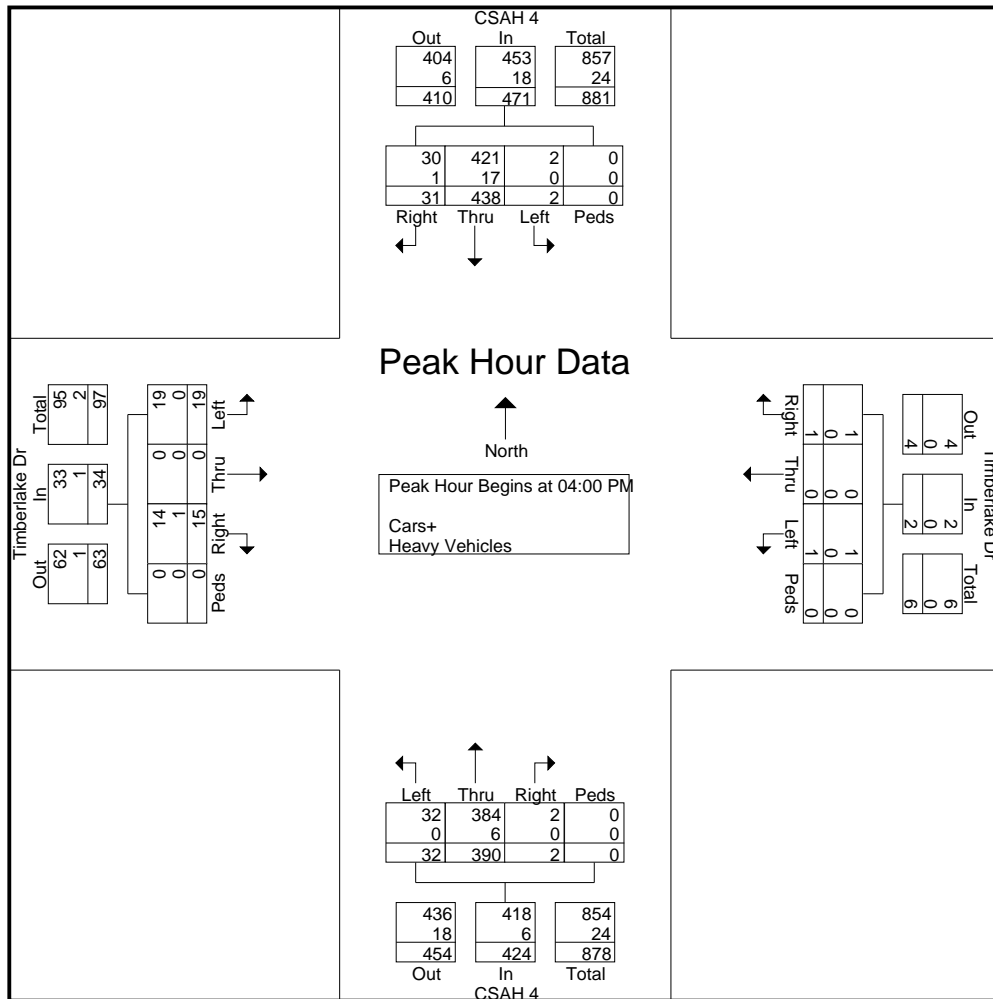 CSAH 4
Out In Total
404 453 857
6 18 24
410 471 881
30 421 2 0
1 17 0 0
31 438 2 0
Right Thru Left Peds
Peak Hour Data
North
Peak Hour Begins at 04:00 PM
Cars+
Heavy Vehicles
Timberlake Dr
Total In Out
95 33 62
2 1 1
97 34 63
19 0 14 0
0 0 1 0
19 0 15 0
Left Thru Right Peds
Timberlake Dr
Out In Total
4 2 6
0 0 0
4 2 6
1 0 1 0
0 0 0 0
1 0 1 0
Right Thru Left Peds
Left Thru Right Peds
32 384 2 0
0 6 0 0
32 390 2 0
436 418 854
18 6 24
454 424 878
Out In Total
CSAH 4